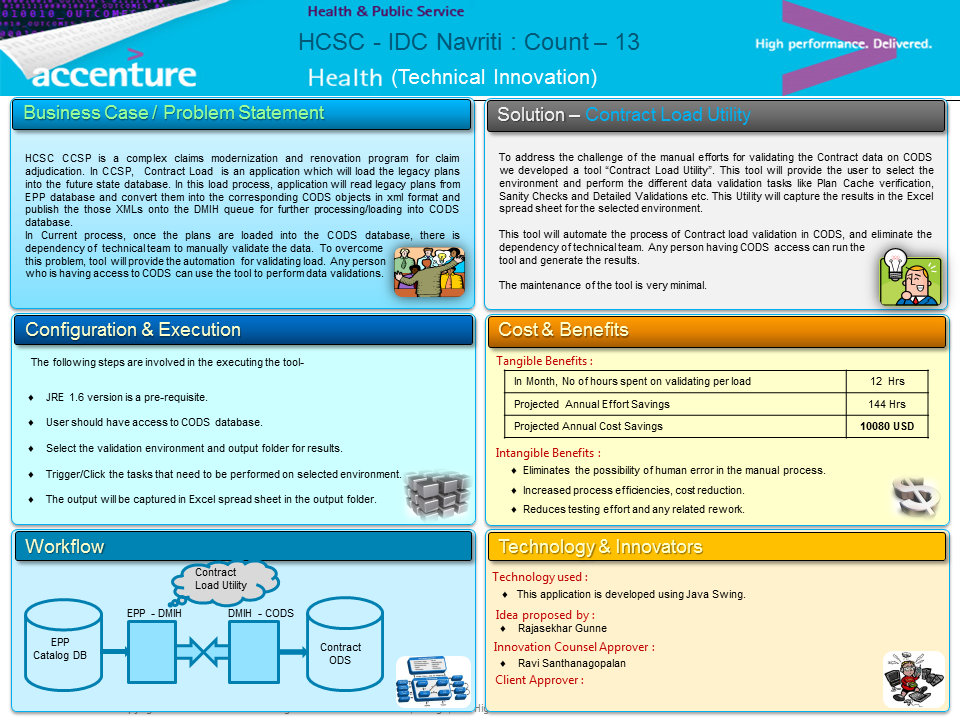 010010_OUTCOME
Health & Public Service
HCSC - IDC Navriti : Count – 13
Health (Technical Innovation)
accenture
High performance. Delivered.
Business Case / Problem Statement
HCSC CCSP is a complex claims modernization and renovation program for claim
adjudication. In CCSP, Contract Load is an application which will load the legacy plans
into the future state database. In this load process, application will read legacy plans from
EPP database and convert them into the corresponding CODS objects in xml format and
publish the those XMLs onto the DMIH queue for further processing/loading into CODS
database.
In Current process, once the plans are loaded into the CODS database, there is
dependency of technical team to manually validate the data. To overcome
this problem, tool will provide the automation for validating load. Any person
who is having access to CODS can use the tool to perform data validations.
Solution – Contract Load Utility
To address the challenge of the manual efforts for validating the Contract data on CODS
we developed a tool “Contract Load Utility”. This tool will provide the user to select the
environment and perform the different data validation tasks like Plan Cache verification,
Sanity Checks and Detailed Validations etc. This Utility will capture the results in the Excel
spread sheet for the selected environment.
This tool will automate the process of Contract load validation in CODS, and eliminate the
dependency of technical team. Any person having CODS access can run the
tool and generate the results.
The maintenance of the tool is very minimal.
Configuration & Execution
The following steps are involved in the executing the tool-
♦ JRE 1.6 version is a pre-requisite.
♦ User should have access to CODS database.
♦ Select the validation environment and output folder for results.
♦ Trigger/Click the tasks that need to be performed on selected environment.
♦ The output will be captured in Excel spread sheet in the output folder.
Cost & Benefits
Tangible Benefits :
In Month, No of hours spent on validating per load 12 Hrs
Projected Annual Effort Savings 144 Hrs
Projected Annual Cost Savings 10080 USD
Intangible Benefits :
♦ Eliminates the possibility of human error in the manual process.
♦ Increased process efficiencies, cost reduction.
♦ Reduces testing effort and any related rework.
Workflow
Contract
Load Utility
EPP - DMIH
DMIH - CODS
EPP
Catalog DB
Contract
ODS
Technology & Innovators
Technology used :
♦ This application is developed using Java Swing.
Idea proposed by :
♦ Rajasekhar Gunne
Innovation Counsel Approver :
♦ Ravi Santhanagopalan
Client Approver :